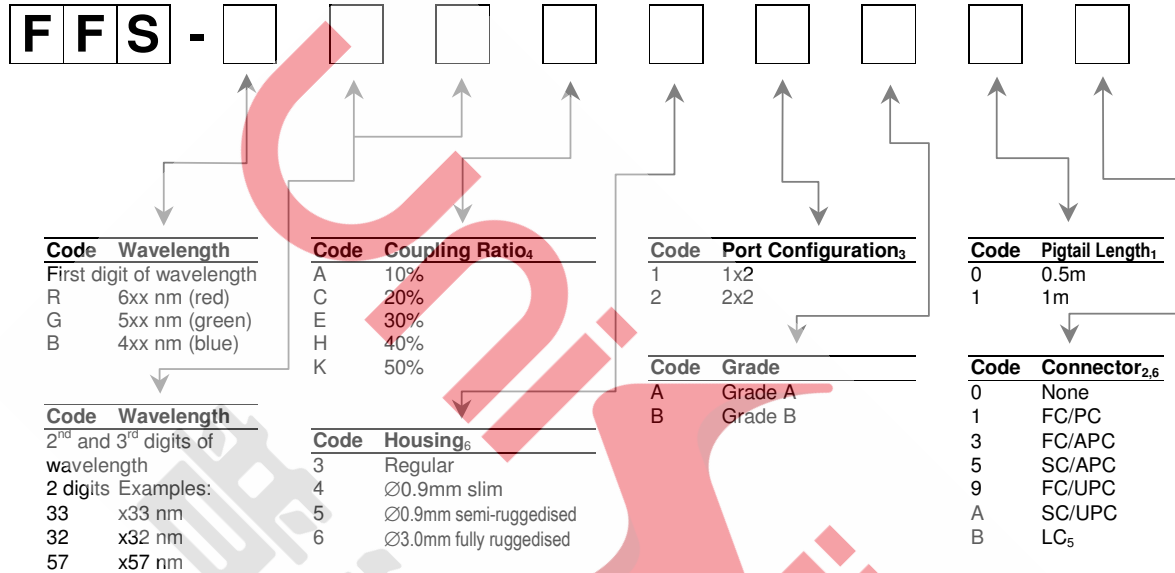 FFS -
Code Wavelength
First digit of wavelength
R 6xx nm (red)
G 5xx nm (green)
B 4xx nm (blue)
Code Wavelength
2nd and 3rd digits of
wavelength
2 digits Examples:
33 x33 nm
32 x32 nm
57 x57 nm
Code Coupling Ratio4
A 10%
C 20%
E 30%
H 40%
K 50%
Code Housing6
3 Regular
4 ∅0.9mm slim
5 ∅0.9mm semi-ruggedised
6 ∅3.0mm fully ruggedised
Code Port Configuration3
1 1x2
2 2x2
Code Grade
A Grade A
B Grade B
Code Pigtail Length1
0 0.5m
1 1m
Code Connector2,6
0 None
1 FC/PC
3 FC/APC
5 SC/APC
9 FC/UPC
A SC/UPC
B LC5